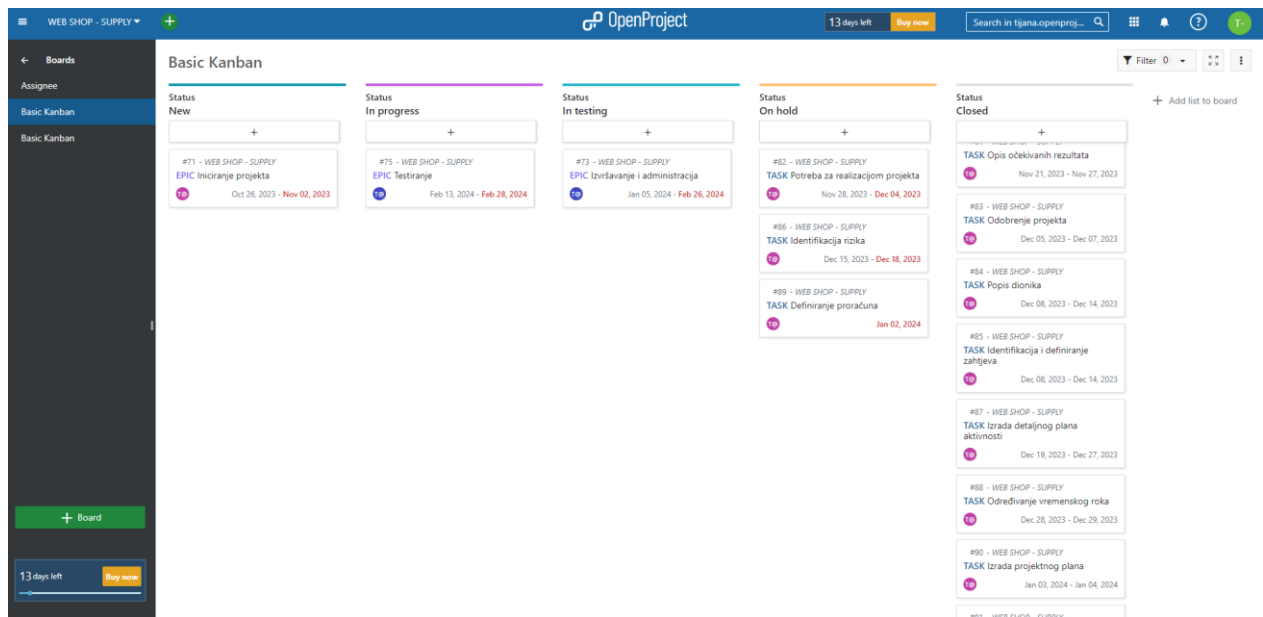 WEB SHOP - SUPPLY
OpenProject
13 days left
Buy now
Search in tijana.openproj...
?
T-
Boards
Assignee
Basic Kanban
Basic Kanban
+ Board
13 days left
Buy now
Basic Kanban
Filter 0
Status
New
+
#71 - WEB SHOP - SUPPLY
EPIC Iniciranje projekta
T@
Oct 26, 2023 - Nov 02, 2023
Status
In progress
+
#75 - WEB SHOP - SUPPLY
EPIC Testiranje
T@
Feb 13, 2024 - Feb 28, 2024
Status
In testing
+
#73 - WEB SHOP - SUPPLY
EPIC Izvršavanje i administracija
T@
Jan 05, 2024 - Feb 26, 2024
Status
On hold
+
#82 - WEB SHOP - SUPPLY
TASK Potreba za realizacijom projekta
T@
Nov 28, 2023 - Dec 04, 2023
#86 - WEB SHOP - SUPPLY
TASK Identifikacija rizika
T@
Dec 15, 2023 - Dec 18, 2023
#89 - WEB SHOP - SUPPLY
TASK Definiranje proračuna
T@
Jan 02, 2024
Status
Closed
+
TASK Opis očekivanih rezultata
T@
Nov 21, 2023 - Nov 27, 2023
#83 - WEB SHOP - SUPPLY
TASK Odobrenje projekta
T@
Dec 05, 2023 - Dec 07, 2023
#84 - WEB SHOP - SUPPLY
TASK Popis dionika
T@
Dec 08, 2023 - Dec 14, 2023
#85 - WEB SHOP - SUPPLY
TASK Identifikacija i definiranje
zahtjeva
T@
Dec 08, 2023 - Dec 14, 2023
#87 - WEB SHOP - SUPPLY
TASK Izrada detaljnog plana
aktivnosti
T@
Dec 19, 2023 - Dec 27, 2023
#88 - WEB SHOP - SUPPLY
TASK Određivanje vremenskog roka
T@
Dec 28, 2023 - Dec 29, 2023
#90 - WEB SHOP - SUPPLY
TASK Izrada projektnog plana
T@
Jan 03, 2024 - Jan 04, 2024
+ Add list to board